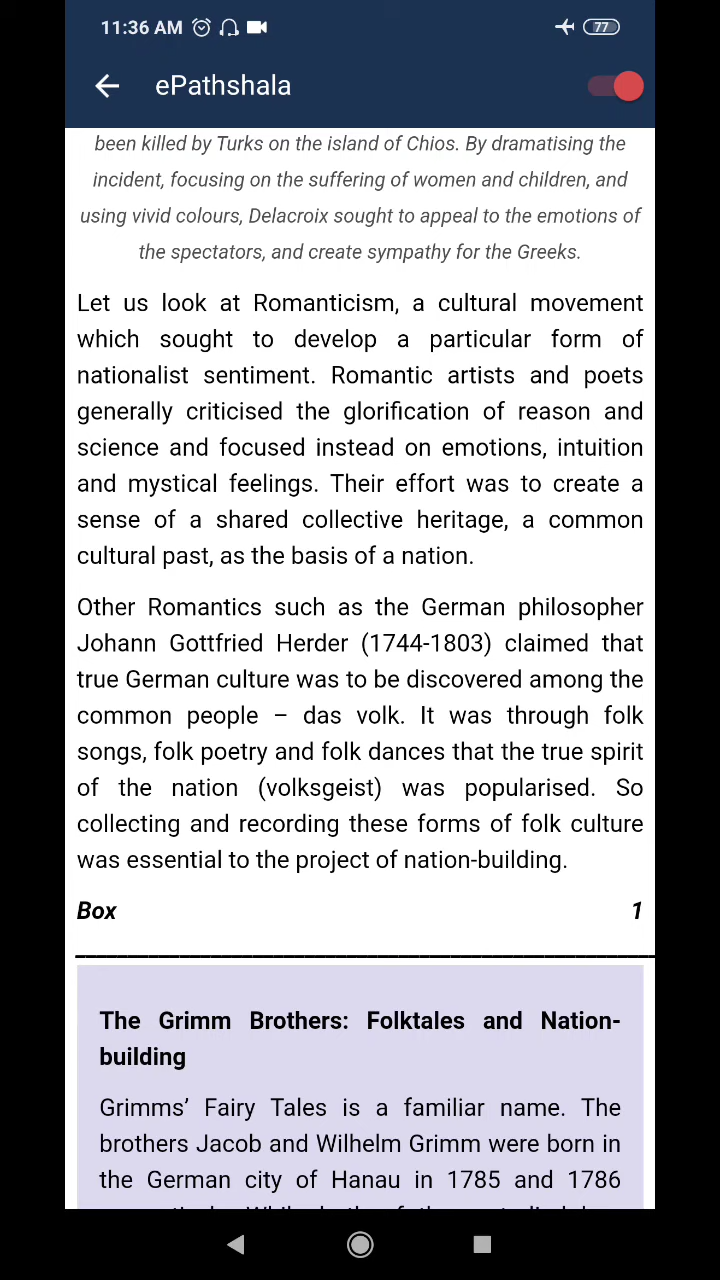 11:36 AM 77
ePathshala
been killed by Turks on the island of Chios. By dramatising the
incident, focusing on the suffering of women and children, and
using vivid colours, Delacroix sought to appeal to the emotions of
the spectators, and create sympathy for the Greeks.
Let us look at Romanticism, a cultural movement
which sought to develop a particular form of
nationalist sentiment. Romantic artists and poets
generally criticised the glorification of reason and
science and focused instead on emotions, intuition
and mystical feelings. Their effort was to create a
sense of a shared collective heritage, a common
cultural past, as the basis of a nation.
Other Romantics such as the German philosopher
Johann Gottfried Herder (1744-1803) claimed that
true German culture was to be discovered among the
common people – das volk. It was through folk
songs, folk poetry and folk dances that the true spirit
of the nation (volksgeist) was popularised. So
collecting and recording these forms of folk culture
was essential to the project of nation-building.
Box 1
The Grimm Brothers: Folktales and Nation-
building
Grimms’ Fairy Tales is a familiar name. The
brothers Jacob and Wilhelm Grimm were born in
the German city of Hanau in 1785 and 1786